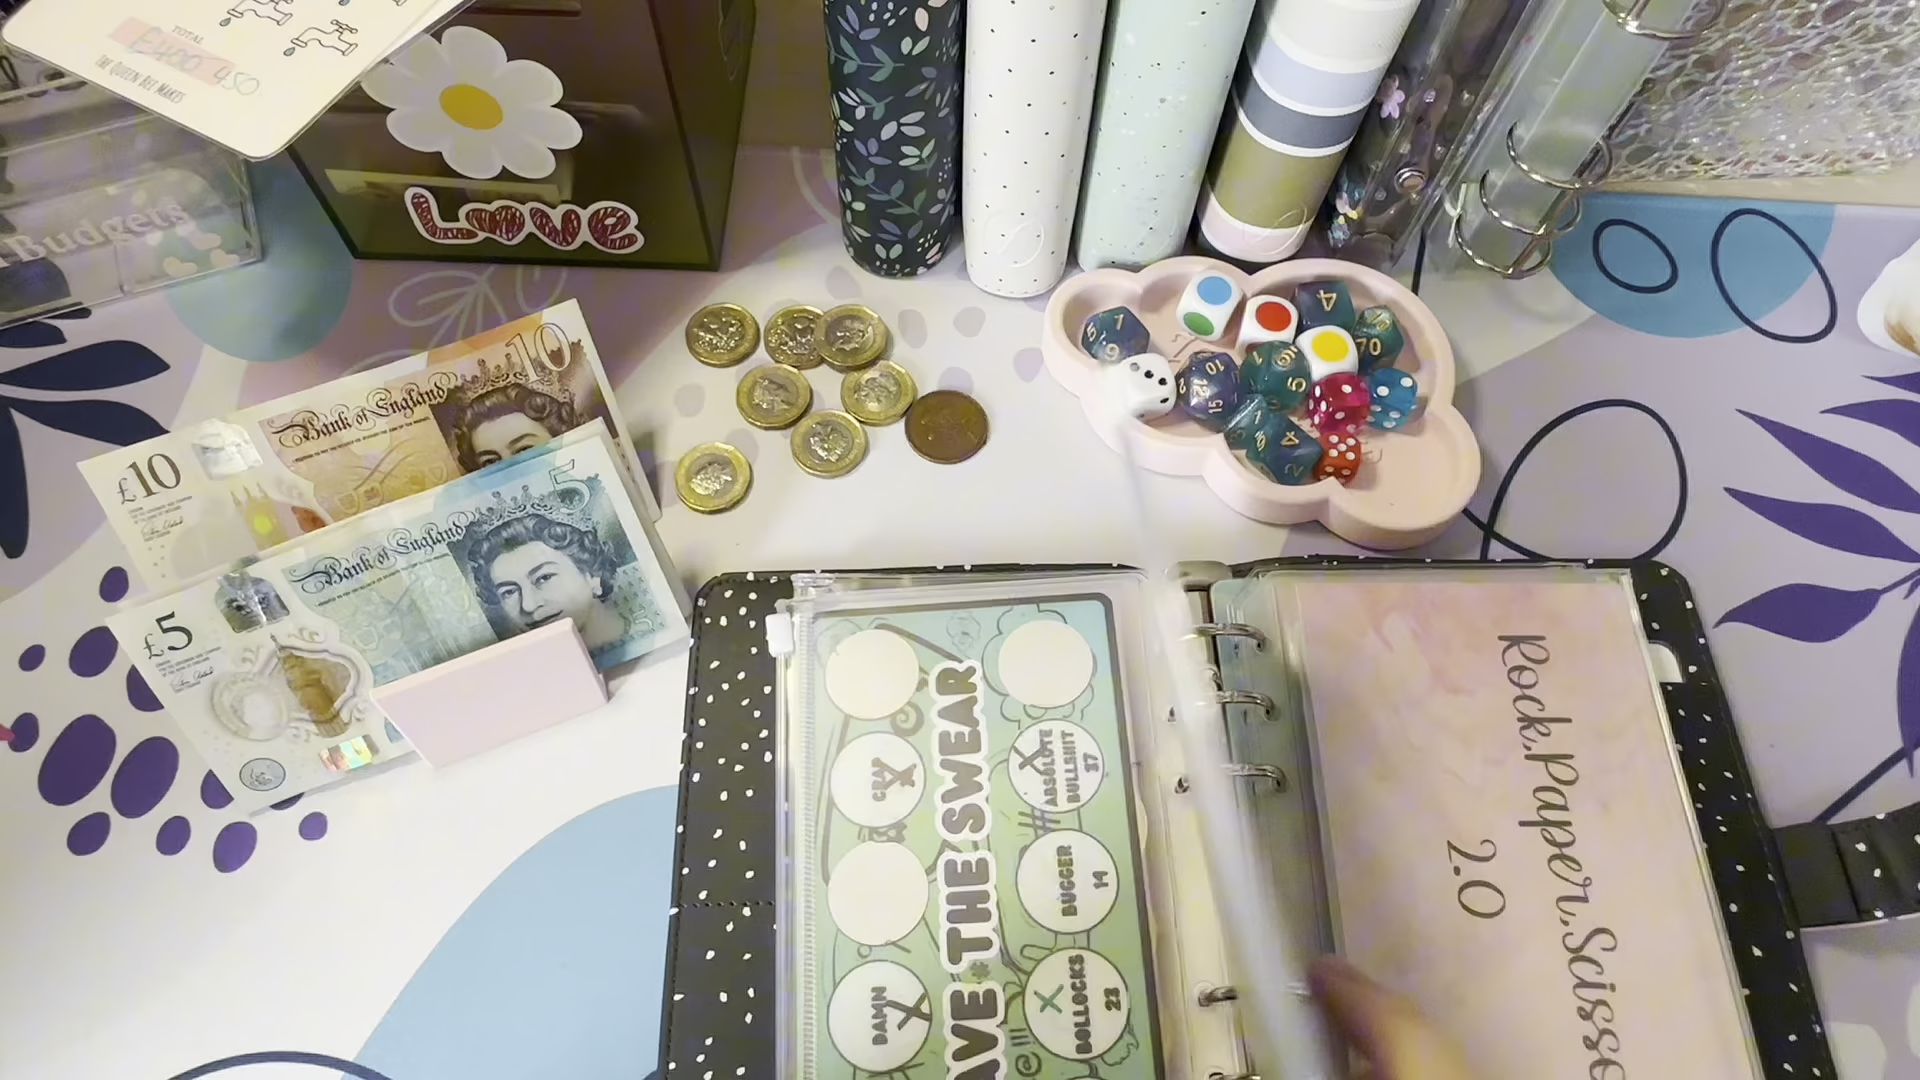 TOTAL
£400 450
THE QUEEN BEE MAKES
Budgets
Love
£10
Bank of England
10
£5
Bank of England
5
CRAP
DAMN
SAVE THE SWEAR
ABSOLUTE
BULLSHIT
37
BUGGER
14
BOLLOCKS
23
Rock.Paper.Scisso
2.0